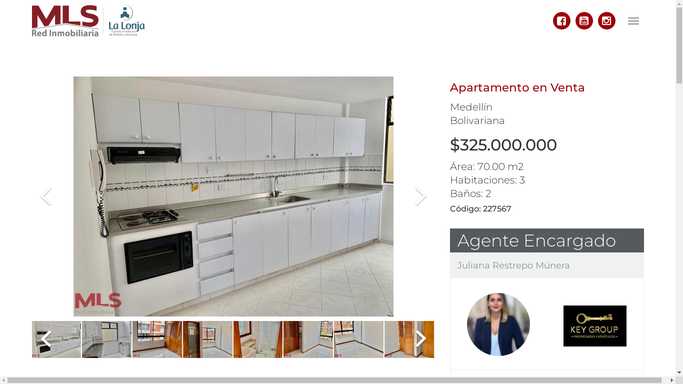 MLS
Red Inmobiliaria
La Lonja
Apartamento en Venta
Medellín
Bolivariana
$325.000.000
Área: 70.00 m2
Habitaciones: 3
Baños: 2
Código: 227567
Agente Encargado
Juliana Restrepo Múnera
MLS
KEY GROUP